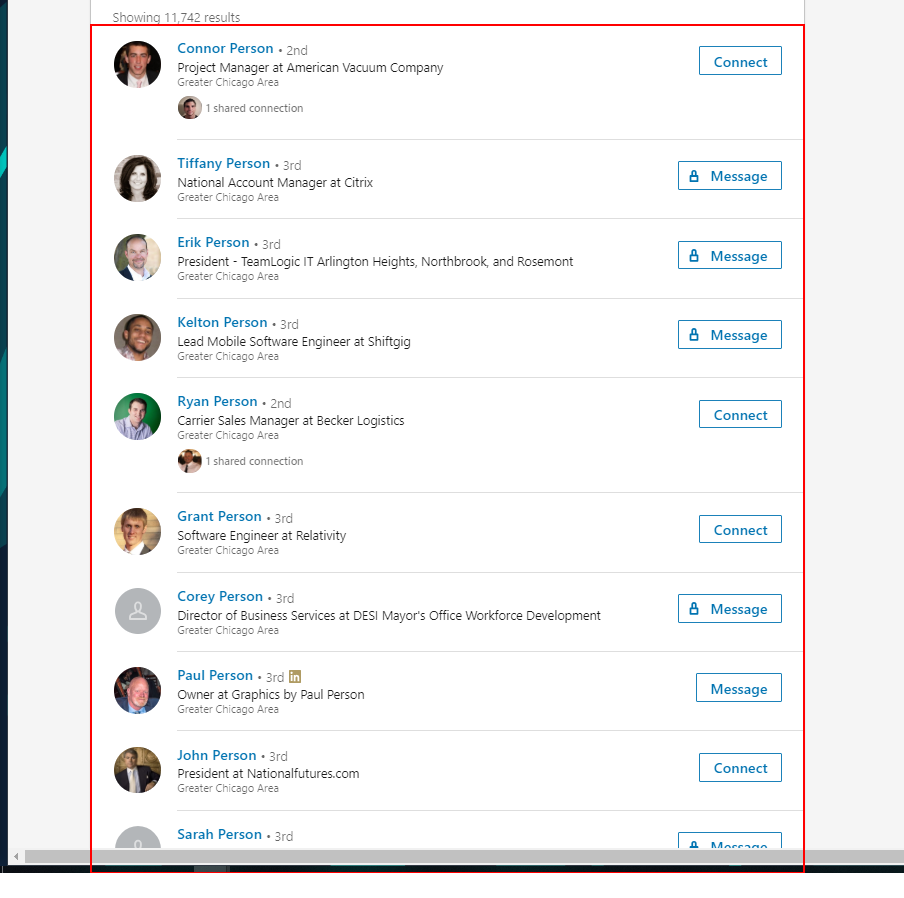 Showing 11,742 results
Connor Person • 2nd
Connect
Project Manager at American Vacuum Company
Greater Chicago Area
1 shared connection
Tiffany Person • 3rd
Message
National Account Manager at Citrix
Greater Chicago Area
Erik Person • 3rd
Message
President - TeamLogic IT Arlington Heights, Northbrook, and Rosemont
Greater Chicago Area
Kelton Person • 3rd
Message
Lead Mobile Software Engineer at Shiftgig
Greater Chicago Area
Ryan Person • 2nd
Connect
Carrier Sales Manager at Becker Logistics
Greater Chicago Area
1 shared connection
Grant Person • 3rd
Connect
Software Engineer at Relativity
Greater Chicago Area
Corey Person • 3rd
Message
Director of Business Services at DESI Mayor's Office Workforce Development
Greater Chicago Area
Paul Person • 3rd in
Message
Owner at Graphics by Paul Person
Greater Chicago Area
John Person • 3rd
Connect
President at Nationalfutures.com
Greater Chicago Area
Sarah Person • 3rd
Message